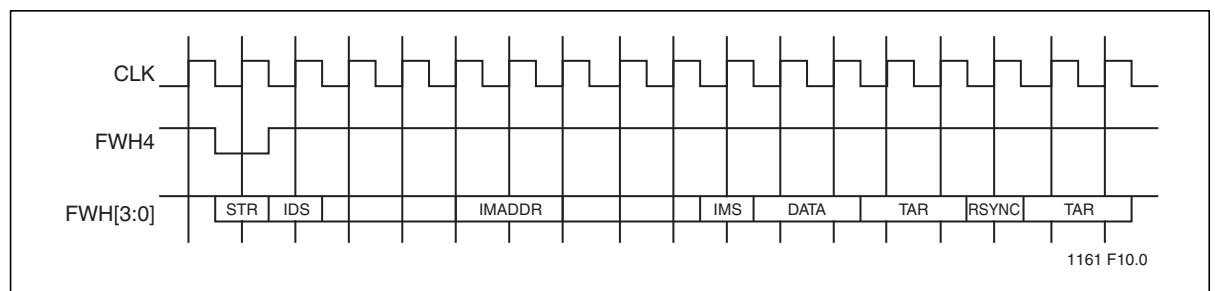 CLK
FWH4
FWH[3:0]
STR IDS IMADDR IMS DATA TAR RSYNC TAR
1161 F10.0